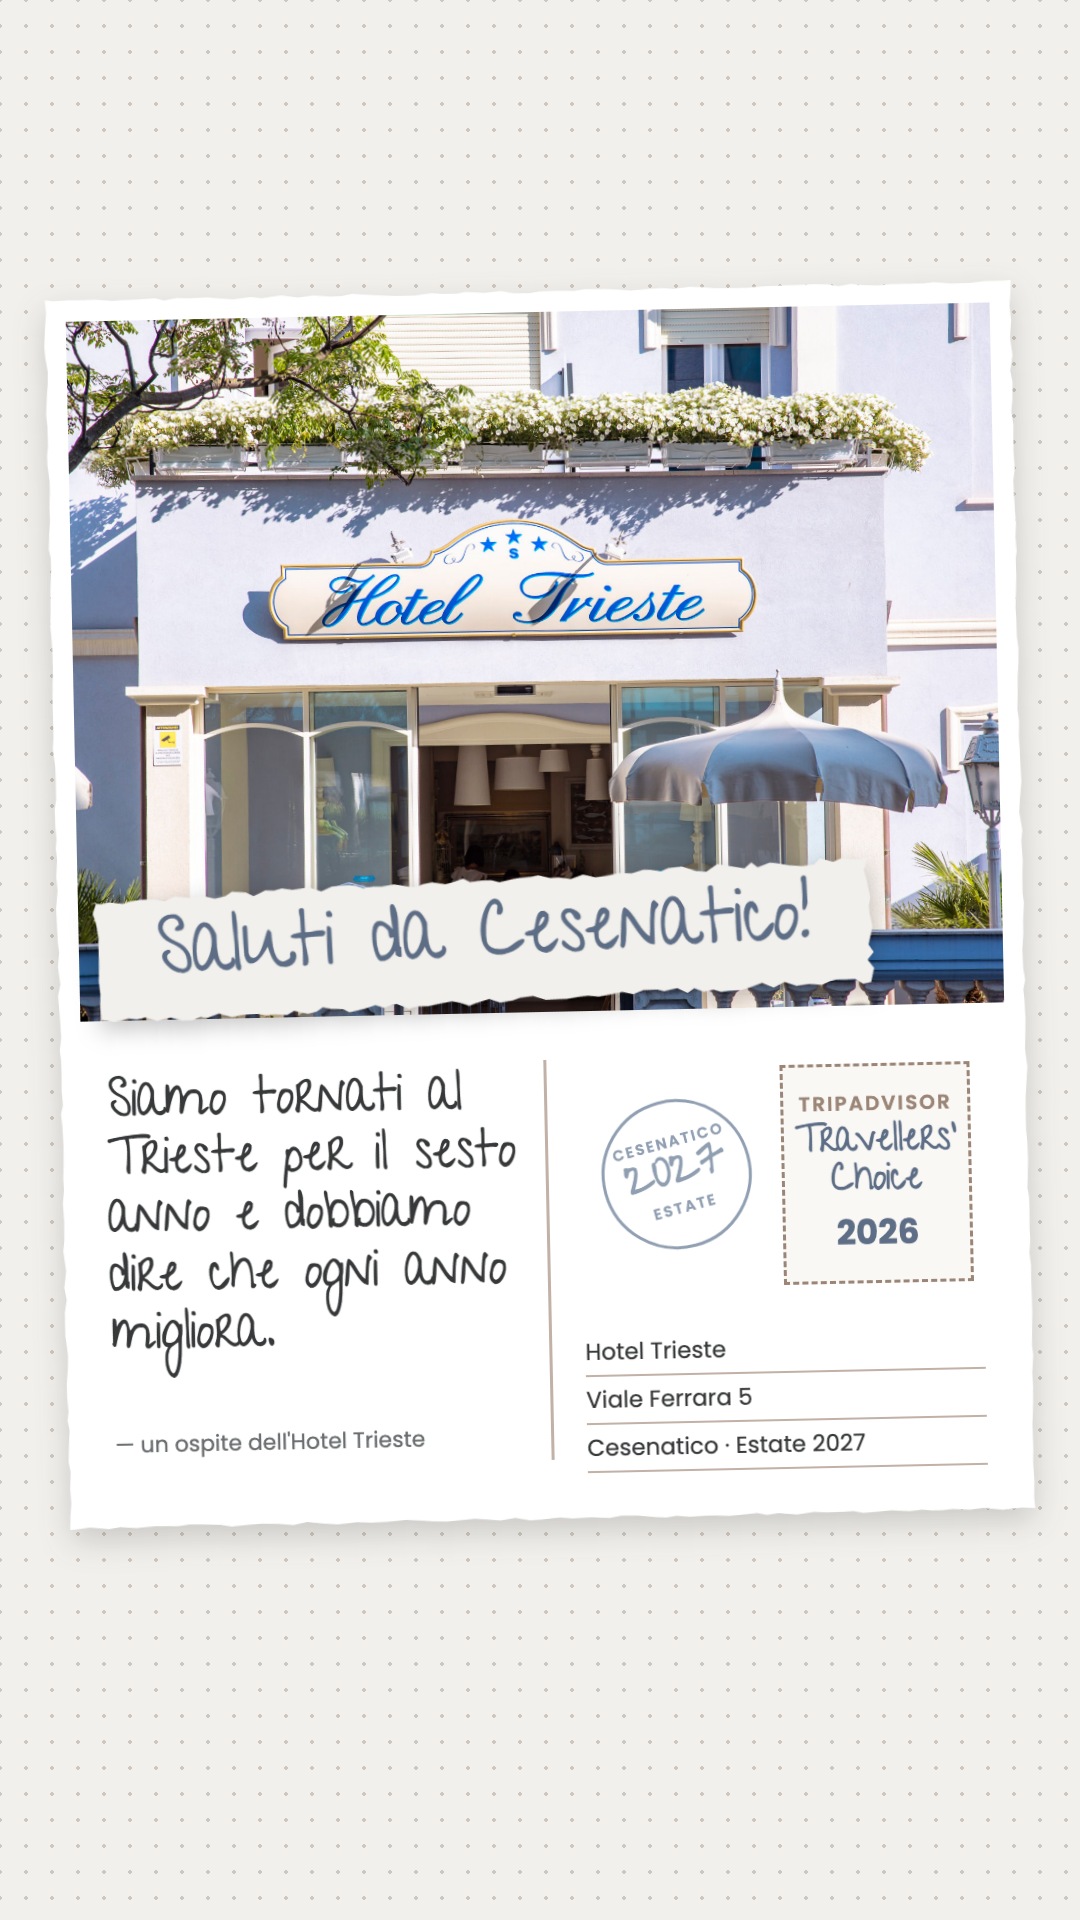 S
Hotel Trieste
Saluti da Cesenatico!
Siamo tornati al
Trieste per il sesto
anno e dobbiamo
dire che ogni anno
migliora.
— un ospite dell'Hotel Trieste
CESENATICO
2027
ESTATE
TRIPADVISOR
Travellers'
Choice
2026
Hotel Trieste
Viale Ferrara 5
Cesenatico · Estate 2027